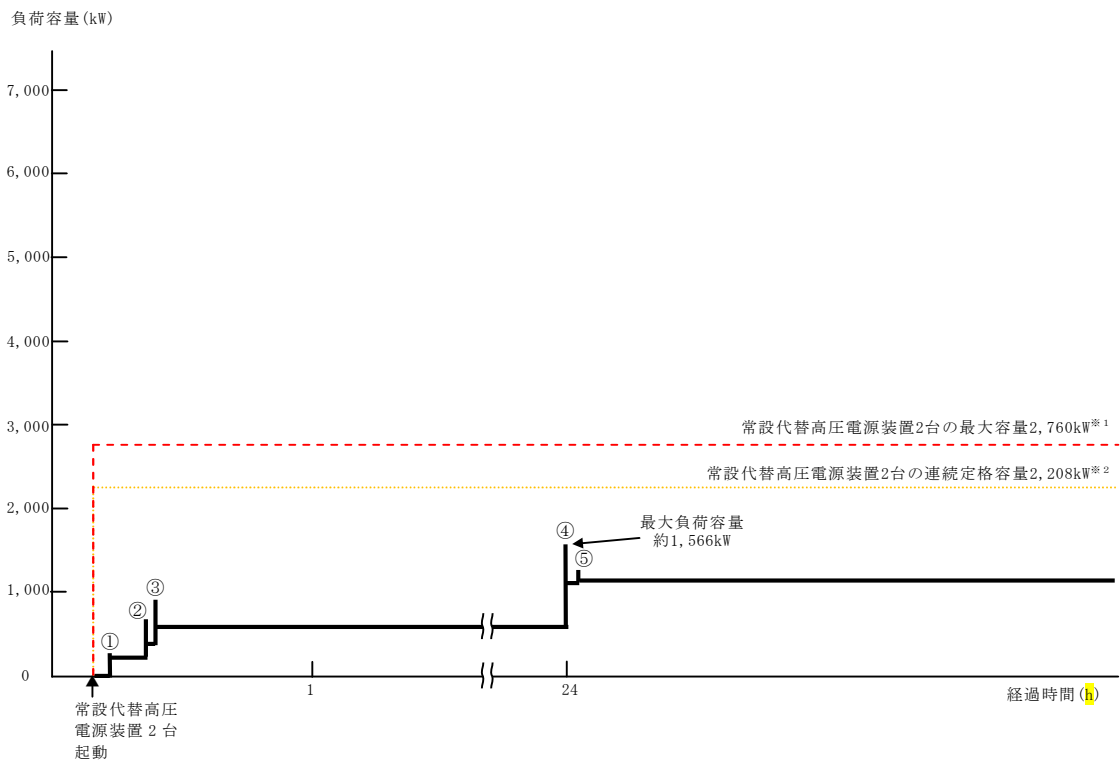 負荷容量(kW)
7,000
6,000
5,000
4,000
3,000
常設代替高圧電源装置2台の最大容量2,760kW※1
常設代替高圧電源装置2台の連続定格容量2,208kW※2
2,000
④
最大負荷容量
約1,566kW
⑤
1,000
③
②
①
0
1
24
経過時間(h)
常設代替高圧
電源装置2台
起動